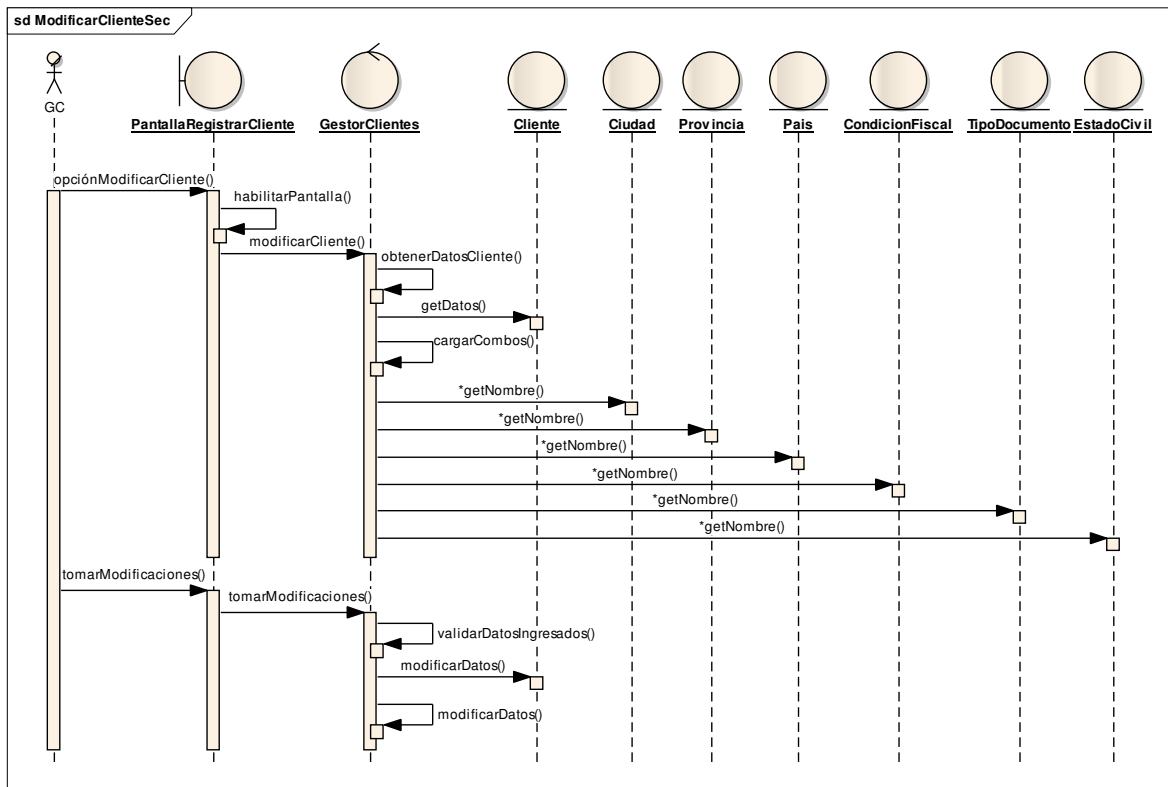 sd ModificarClienteSec
GC
PantallaRegistrarCliente
GestorClientes
Cliente
Ciudad
Provincia
Pais
CondicionFiscal
TipoDocumento
EstadoCivil
opciónModificarCliente()
habilitarPantalla()
modificarCliente()
obtenerDatosCliente()
getDatos()
cargarCombos()
*getNombre()
*getNombre()
*getNombre()
*getNombre()
*getNombre()
*getNombre()
tomarModificaciones()
tomarModificaciones()
validarDatosIngresados()
modificarDatos()
modificarDatos()